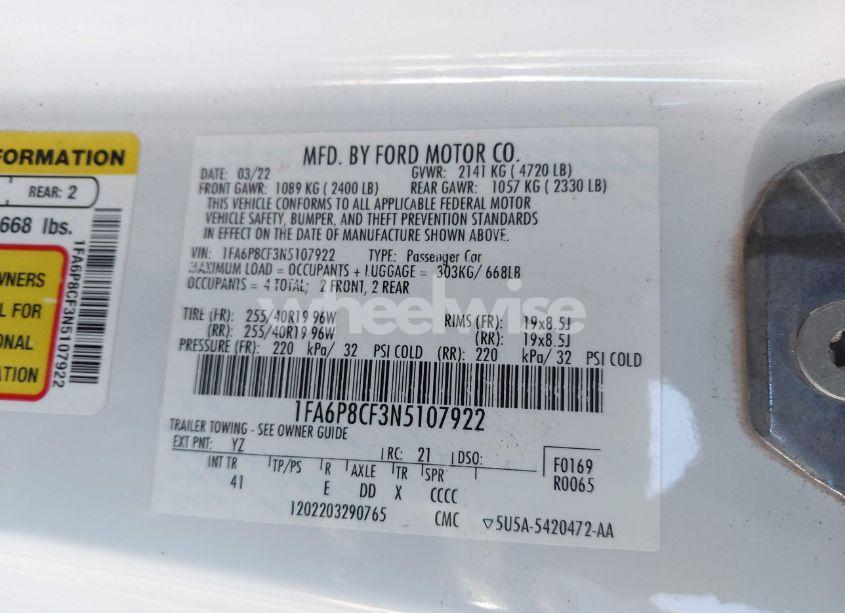 FORMATION
REAR: 2
668 lbs.
WNERS
L FOR
ONAL
ATION
1FA6P8CF3N5107922
MFD. BY FORD MOTOR CO.
DATE: 03/22 GVWR: 2141 KG ( 4720 LB)
FRONT GAWR: 1089 KG ( 2400 LB) REAR GAWR: 1057 KG ( 2330 LB)
THIS VEHICLE CONFORMS TO ALL APPLICABLE FEDERAL MOTOR
VEHICLE SAFETY, BUMPER, AND THEFT PREVENTION STANDARDS
IN EFFECT ON THE DATE OF MANUFACTURE SHOWN ABOVE.
VIN: 1FA6P8CF3N5107922 TYPE: Passenger Car
MAXIMUM LOAD = OCCUPANTS + LUGGAGE = 303KG/ 668LB
OCCUPANTS = 4 TOTAL; 2 FRONT, 2 REAR
wheelwise
TIRE (FR): 255/40R19 96W RIMS (FR): 19x8.5J
(RR): 255/40R19 96W (RR): 19x8.5J
PRESSURE (FR): 220 kPa/ 32 PSI COLD (RR): 220 kPa/ 32 PSI COLD
1FA6P8CF3N5107922
TRAILER TOWING - SEE OWNER GUIDE
EXT PNT: YZ RC: 21 DSO: F0169
INT TR TP/PS R AXLE TR SPR R0065
41 E DD X CCCC
1202203290765 CMC ▽5U5A-5420472-AA